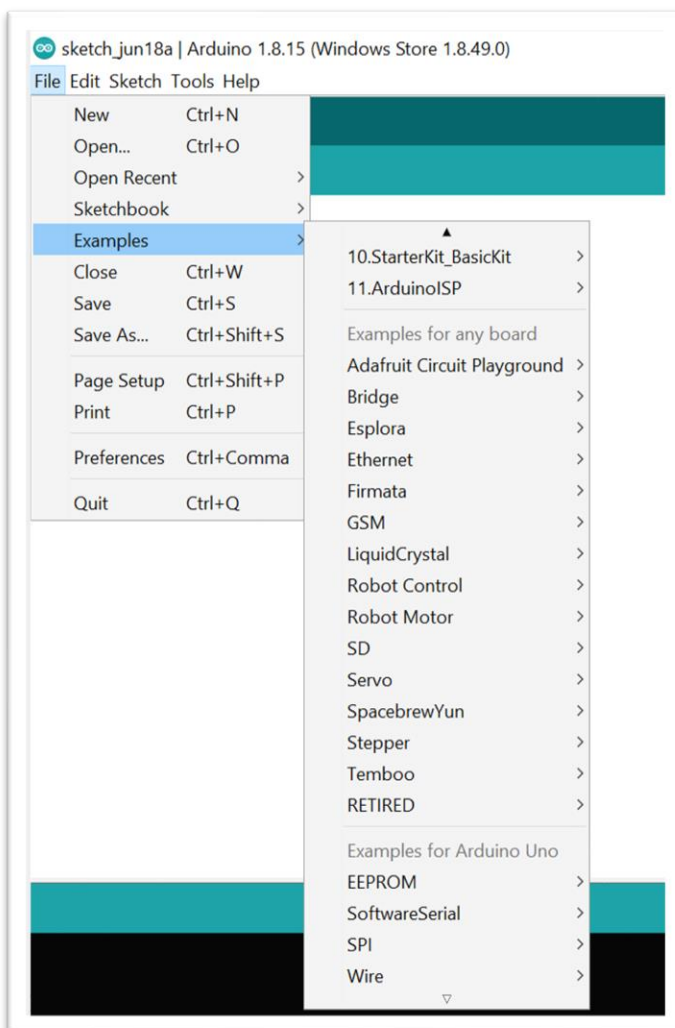 sketch_jun18a | Arduino 1.8.15 (Windows Store 1.8.49.0)
File Edit Sketch Tools Help
New Ctrl+N
Open... Ctrl+O
Open Recent >
Sketchbook >
Examples >
Close Ctrl+W
Save Ctrl+S
Save As... Ctrl+Shift+S
Page Setup Ctrl+Shift+P
Print Ctrl+P
Preferences Ctrl+Comma
Quit Ctrl+Q
10.StarterKit_BasicKit >
11.ArduinoISP >
Examples for any board
Adafruit Circuit Playground >
Bridge >
Esplora >
Ethernet >
Firmata >
GSM >
LiquidCrystal >
Robot Control >
Robot Motor >
SD >
Servo >
SpacebrewYun >
Stepper >
Temboo >
RETIRED >
Examples for Arduino Uno
EEPROM >
SoftwareSerial >
SPI >
Wire >